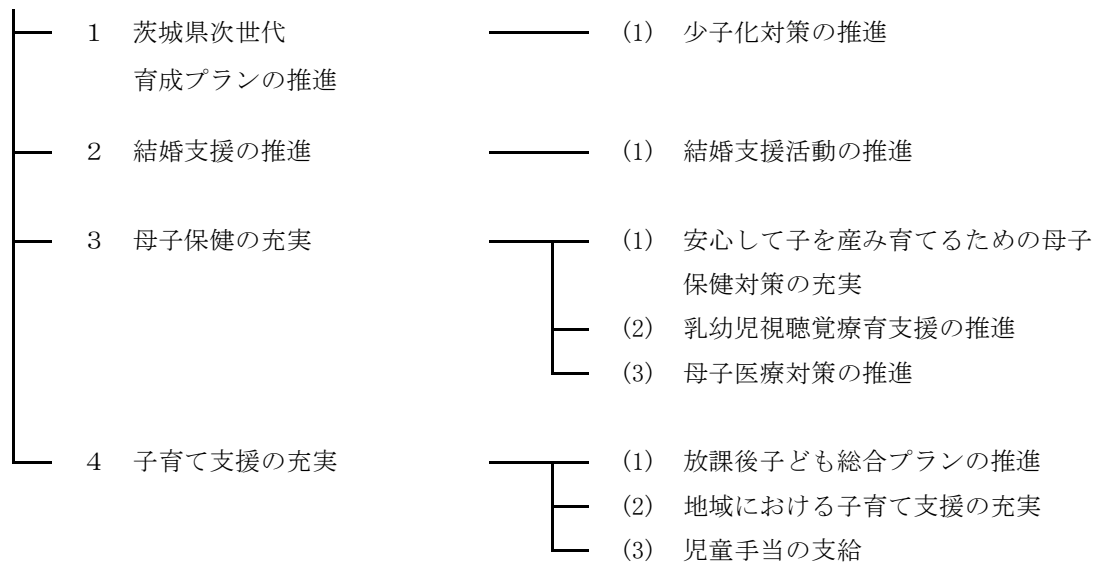 1 茨城県次世代 (1) 少子化対策の推進
育成プランの推進
2 結婚支援の推進 (1) 結婚支援活動の推進
3 母子保健の充実 (1) 安心して子を産み育てるための母子
保健対策の充実
(2) 乳幼児視聴覚療育支援の推進
(3) 母子医療対策の推進
4 子育て支援の充実 (1) 放課後子ども総合プランの推進
(2) 地域における子育て支援の充実
(3) 児童手当の支給